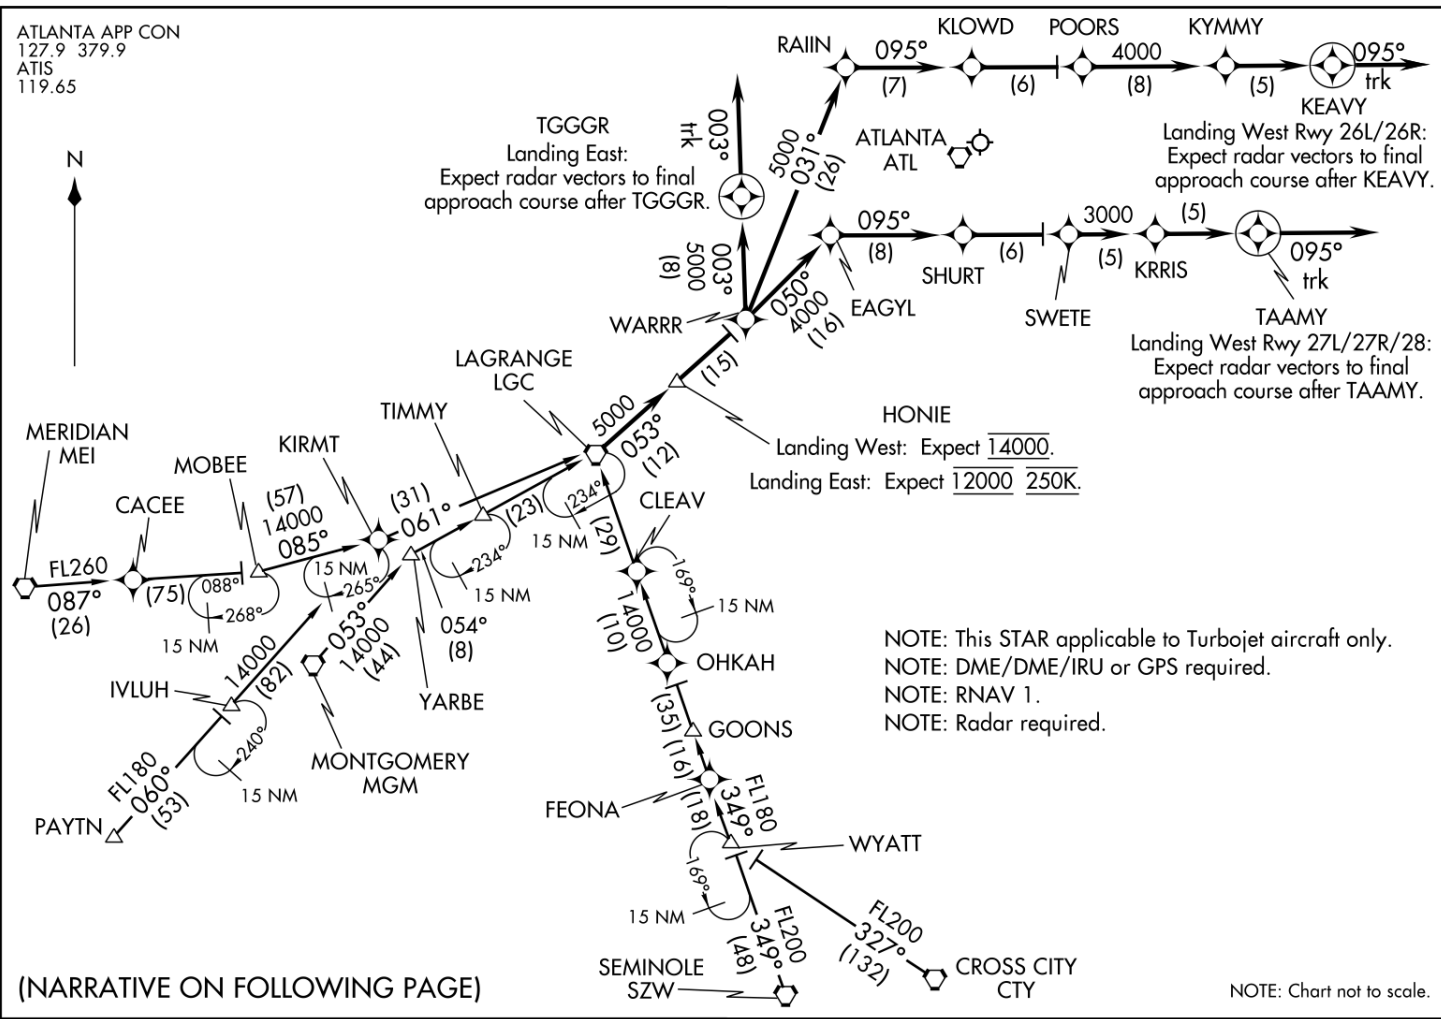 ATLANTA APP CON
127.9 379.9
ATIS
119.65
N
RAIIN
095°
(7)
KLOWD
(6)
POORS
4000
(8)
KYMMY
(5)
095°
trk
KEAVY
Landing West Rwy 26L/26R:
Expect radar vectors to final
approach course after KEAVY.
ATLANTA
ATL
003°
trk
TGGGR
Landing East:
Expect radar vectors to final
approach course after TGGGR.
5000
031°
(26)
003°
5000
(8)
095°
(8)
SHURT
(6)
3000
(5)
KRRIS
(5)
095°
trk
EAGYL
SWETE
TAAMY
Landing West Rwy 27L/27R/28:
Expect radar vectors to final
approach course after TAAMY.
050°
4000
(16)
WARRR
(15)
LAGRANGE
LGC
HONIE
Landing West: Expect 14000.
Landing East: Expect 12000 250K.
5000
053°
(12)
TIMMY
KIRMT
MERIDIAN
MEI
MOBEE
CACEE
(57)
14000
085°
(31)
061°
(23)
234°
15 NM
234°
15 NM
FL260
087°
(26)
(75)
088°
268°
15 NM
15 NM
265°
053°
14000
(44)
054°
(8)
YARBE
14000
(82)
IVLUH
240°
15 NM
MONTGOMERY
MGM
FL180
060°
(53)
PAYTN
CLEAV
(29)
169°
15 NM
14000
(10)
OHKAH
(35)
GOONS
(16)
FEONA
FL180
349°
(18)
WYATT
169°
15 NM
FL200
349°
(48)
SEMINOLE
SZW
FL200
327°
(132)
CROSS CITY
CTY
NOTE: This STAR applicable to Turbojet aircraft only.
NOTE: DME/DME/IRU or GPS required.
NOTE: RNAV 1.
NOTE: Radar required.
(NARRATIVE ON FOLLOWING PAGE)
NOTE: Chart not to scale.